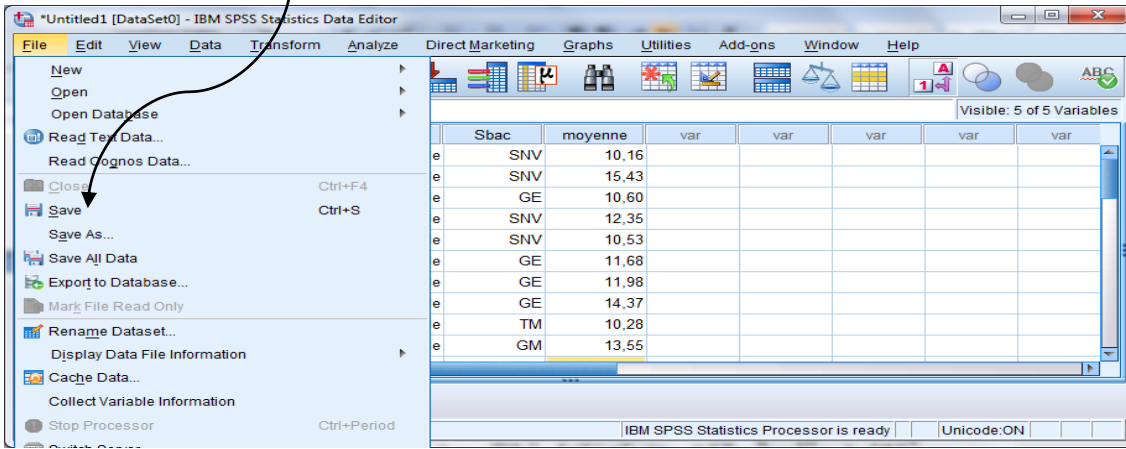 *Untitled1 [DataSet0] - IBM SPSS Statistics Data Editor
File Edit View Data Transform Analyze Direct Marketing Graphs Utilities Add-ons Window Help
New
Open
Open Database
Read Text Data...
Read Cognos Data...
Close Ctrl+F4
Save Ctrl+S
Save As...
Save All Data
Export to Database...
Mark File Read Only
Rename Dataset...
Display Data File Information
Cache Data...
Collect Variable Information
Stop Processor Ctrl+Period
Switch Server
Visible: 5 of 5 Variables
Sbac moyenne var var var var var
e SNV 10,16
e SNV 15,43
e GE 10,60
e SNV 12,35
e SNV 10,53
e GE 11,68
e GE 11,98
e GE 14,37
e TM 10,28
e GM 13,55
IBM SPSS Statistics Processor is ready Unicode:ON